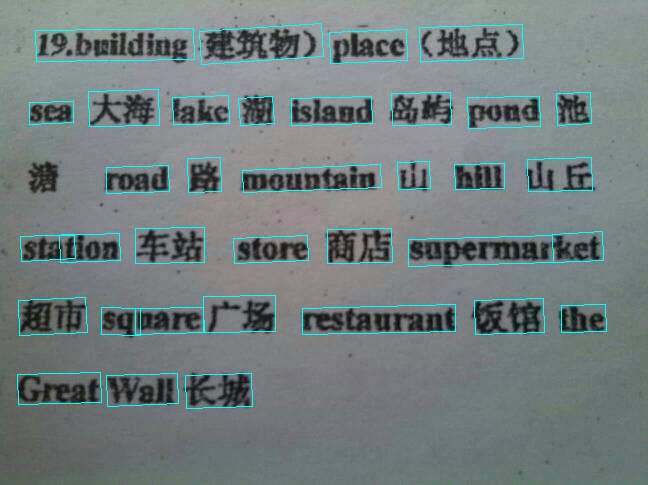 19.building 建筑物) place (地点)
sea 大海 lake 湖 island 岛屿 pond 池
溏 road 路 mountain 山 hill 山丘
station 车站 store 商店 supermarket
超市 square 广场 restaurant 饭馆 the
Great Wall 长城